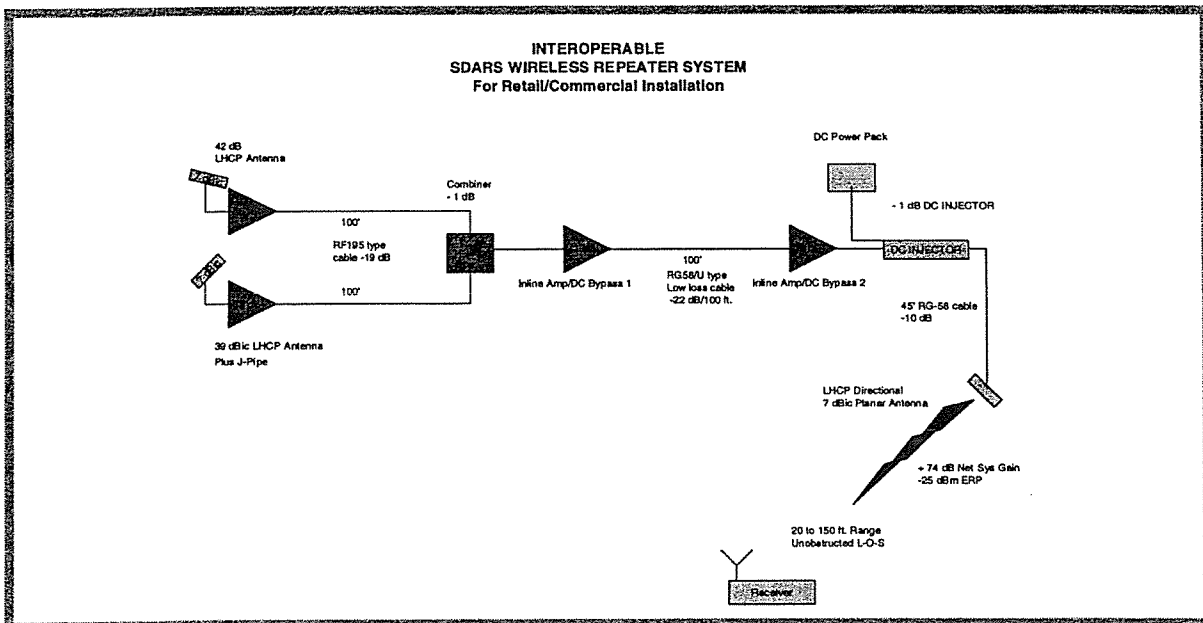 INTEROPERABLE
SDARS WIRELESS REPEATER SYSTEM
For Retail/Commercial Installation
42 dB
LHCP Antenna
DC Power Pack
Combiner
- 1 dB
- 1 dB DC INJECTOR
100'
RF195 type
cable -19 dB
100'
DC INJECTOR
Inline Amp/DC Bypass 1
RG58/U type
Low loss cable
-22 dB/100 ft.
Inline Amp/DC Bypass 2
100'
45' RG-58 cable
-10 dB
39 dBic LHCP Antenna
Plus J-Pipe
LHCP Directional
7 dBic Planar Antenna
+ 74 dB Net Sys Gain
-25 dBm ERP
20 to 150 ft. Range
Unobstructed L-O-S
Receiver